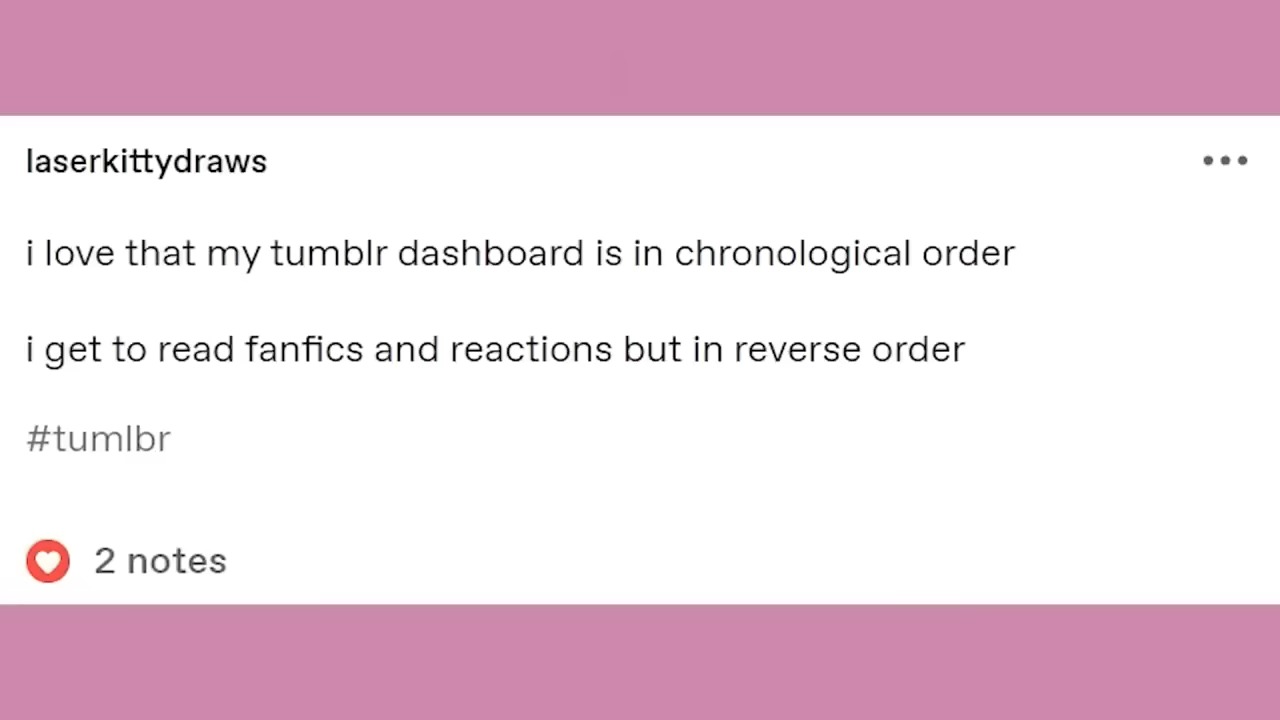 laserkittydraws
i love that my tumblr dashboard is in chronological order
i get to read fanfics and reactions but in reverse order
#tumlbr
2 notes